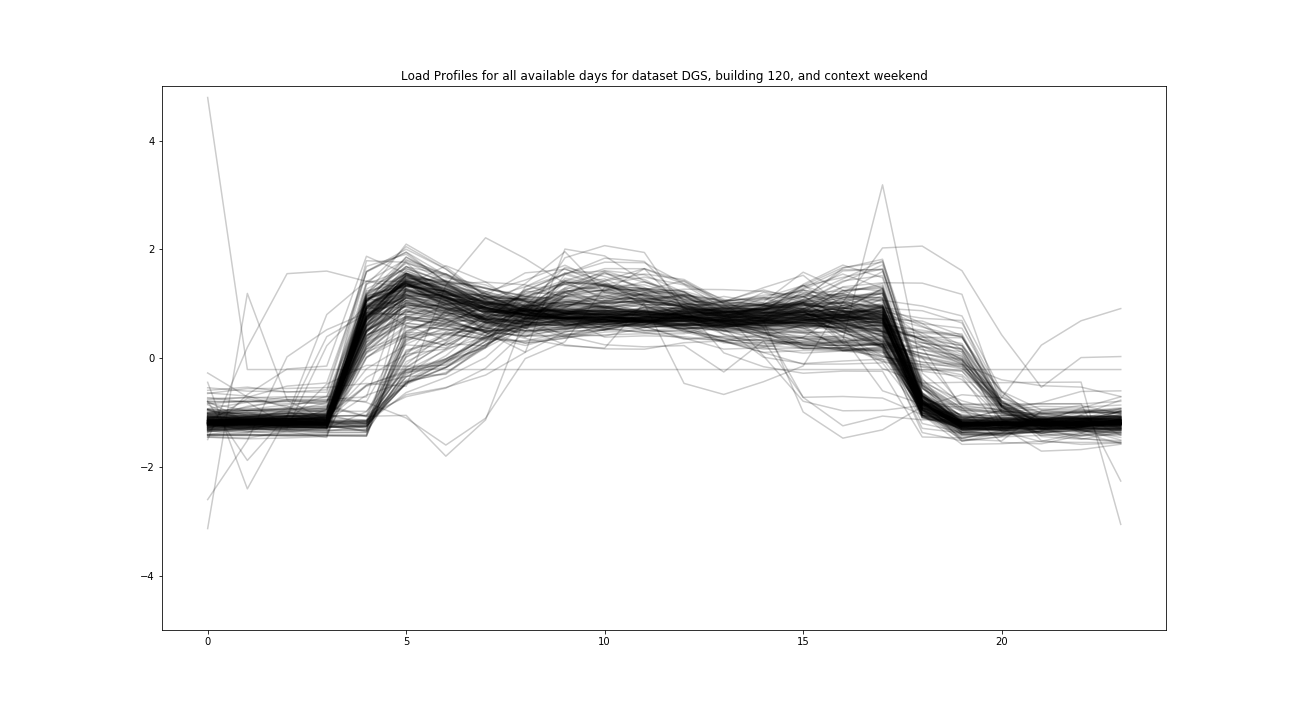 Load Profiles for all available days for dataset DGS, building 120, and context weekend
4
2
0
−2
−4
0 5 10 15 20